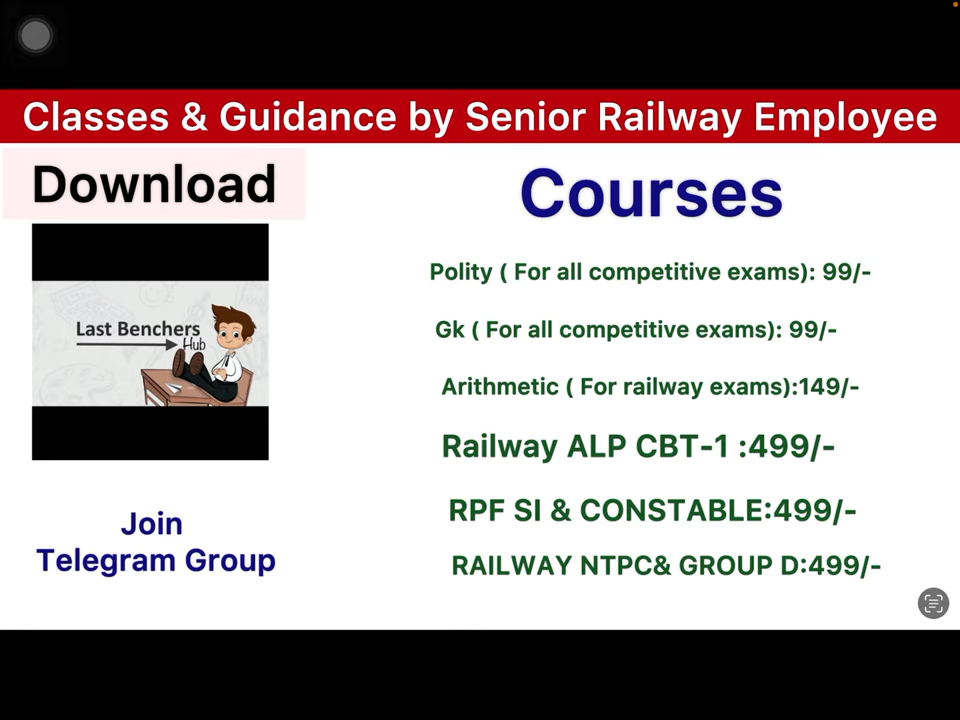 Classes & Guidance by Senior Railway Employee
Download
Last Benchers
Hub
Join
Telegram Group
Courses
Polity ( For all competitive exams): 99/-
Gk ( For all competitive exams): 99/-
Arithmetic ( For railway exams):149/-
Railway ALP CBT-1 :499/-
RPF SI & CONSTABLE:499/-
RAILWAY NTPC& GROUP D:499/-